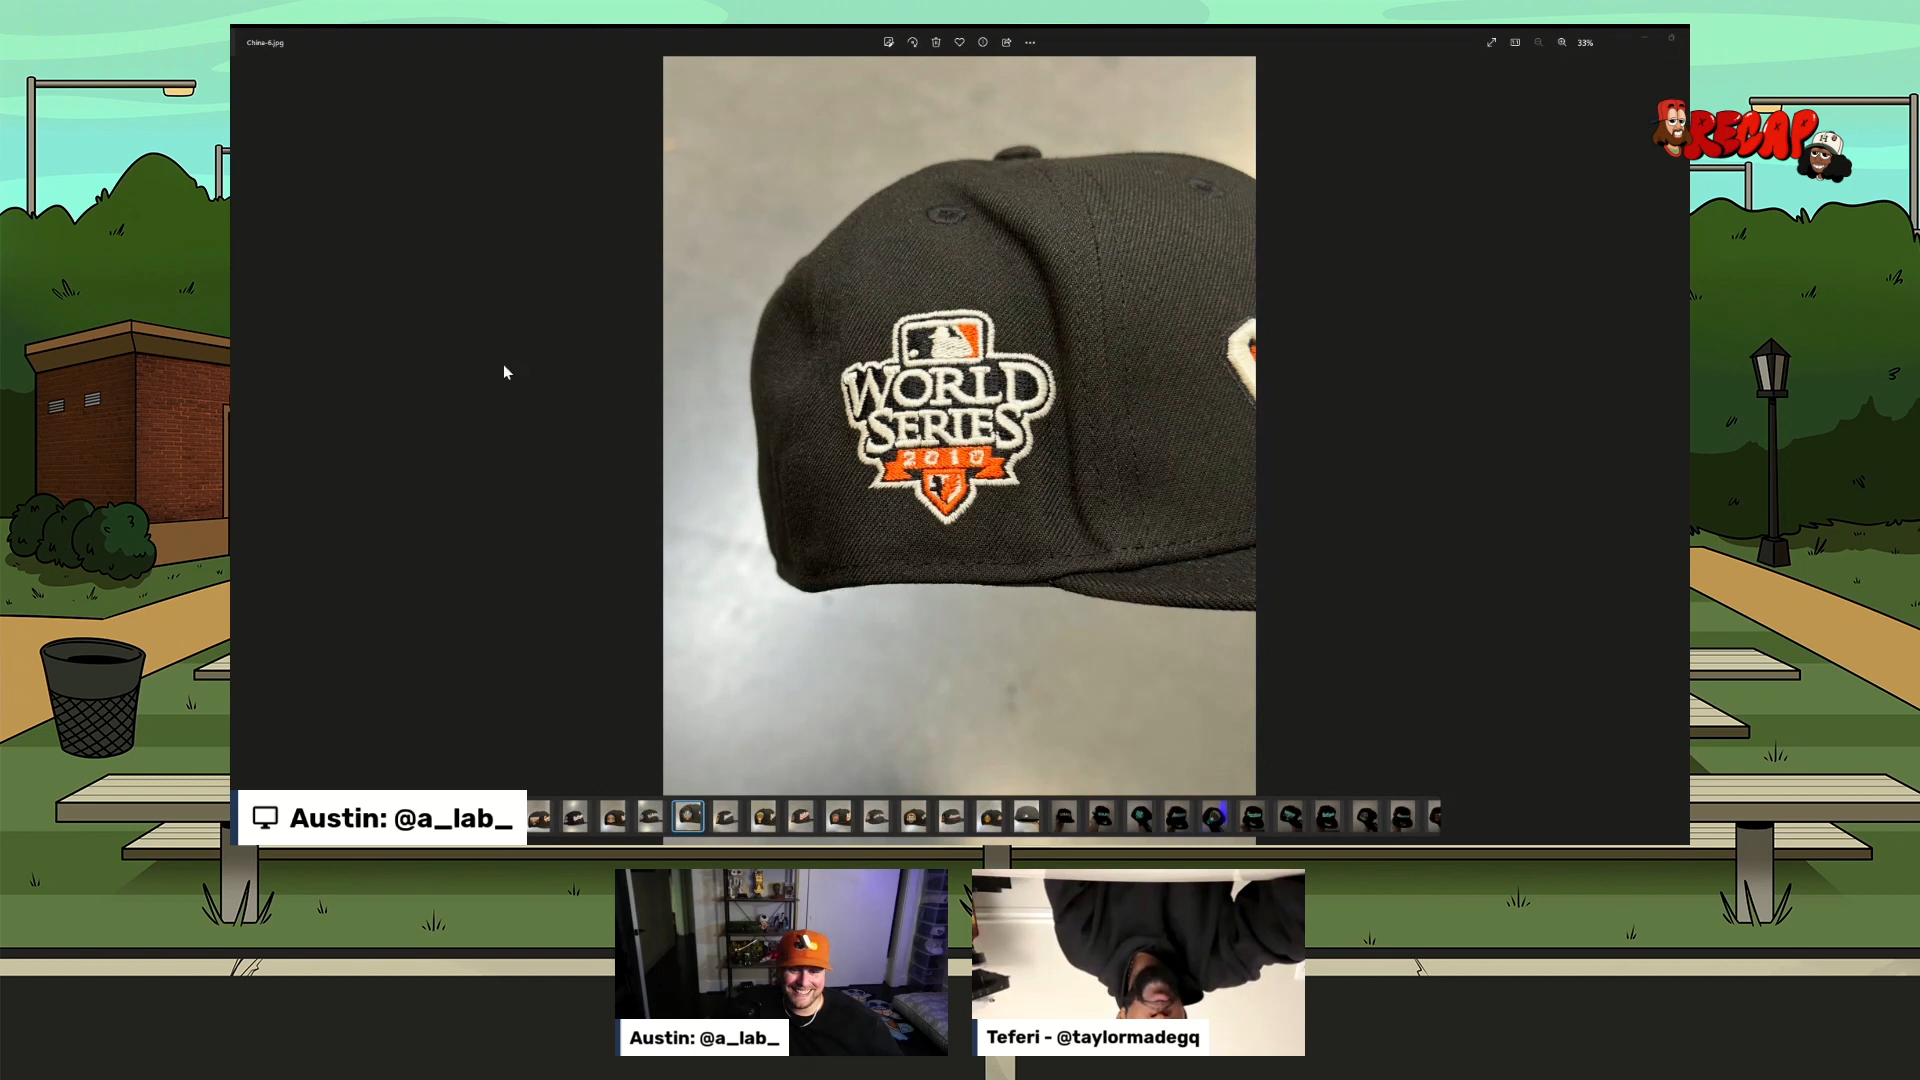 China-6.jpg
33%
RECAP
WORLD
SERIES
2010
Austin: @a_lab_
Austin: @a_lab_
Teferi - @taylormadegq